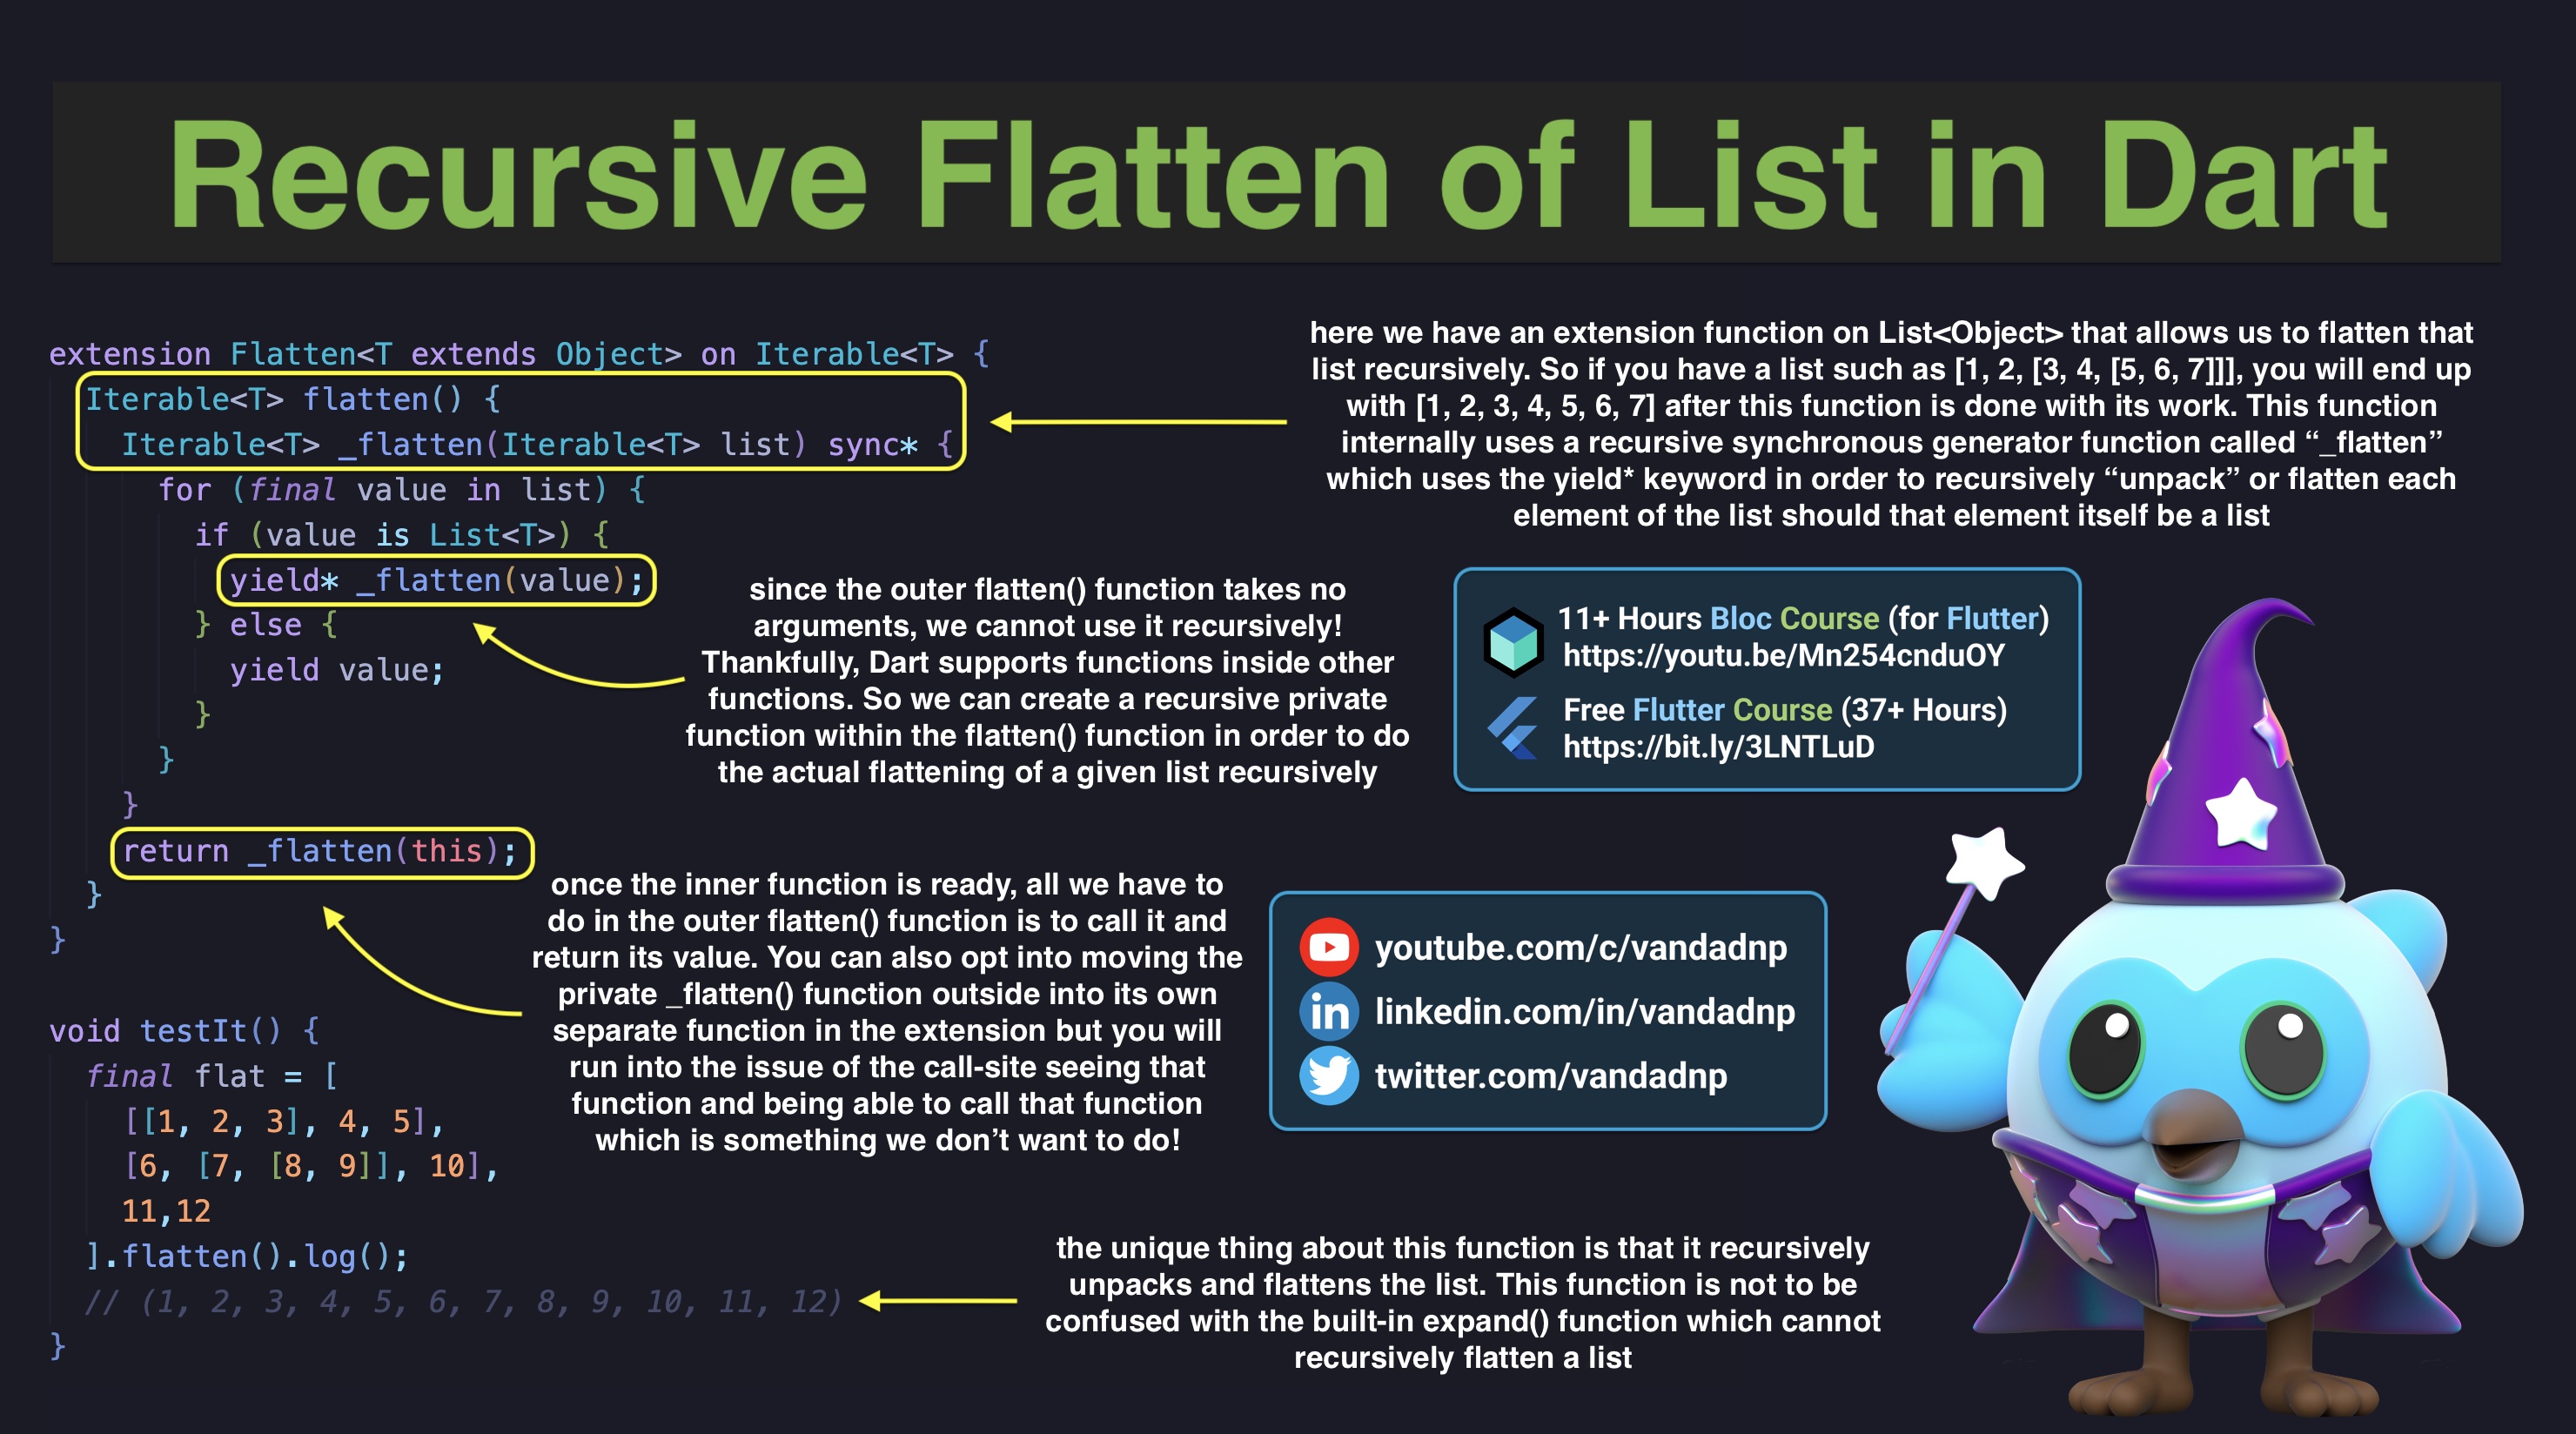 Recursive Flatten of List in Dart
extension Flatten<T extends Object> on Iterable<T> {
Iterable<T> flatten() {
Iterable<T> _flatten(Iterable<T> list) sync* {
for (final value in list) {
if (value is List<T>) {
yield* _flatten(value);
} else {
yield value;
}
}
}
return _flatten(this);
}
}
void testIt() {
final flat = [
[[1, 2, 3], 4, 5],
[6, [7, [8, 9]], 10],
11,12
].flatten().log();
// (1, 2, 3, 4, 5, 6, 7, 8, 9, 10, 11, 12)
}
here we have an extension function on List<Object> that allows us to flatten that
list recursively. So if you have a list such as [1, 2, [3, 4, [5, 6, 7]]], you will end up
with [1, 2, 3, 4, 5, 6, 7] after this function is done with its work. This function
internally uses a recursive synchronous generator function called “_flatten”
which uses the yield* keyword in order to recursively “unpack” or flatten each
element of the list should that element itself be a list
since the outer flatten() function takes no
arguments, we cannot use it recursively!
Thankfully, Dart supports functions inside other
functions. So we can create a recursive private
function within the flatten() function in order to do
the actual flattening of a given list recursively
11+ Hours Bloc Course (for Flutter)
https://youtu.be/Mn254cnduOY
Free Flutter Course (37+ Hours)
https://bit.ly/3LNTLuD
once the inner function is ready, all we have to
do in the outer flatten() function is to call it and
return its value. You can also opt into moving the
private _flatten() function outside into its own
separate function in the extension but you will
run into the issue of the call-site seeing that
function and being able to call that function
which is something we don’t want to do!
youtube.com/c/vandadnp
in linkedin.com/in/vandadnp
twitter.com/vandadnp
the unique thing about this function is that it recursively
unpacks and flattens the list. This function is not to be
confused with the built-in expand() function which cannot
recursively flatten a list